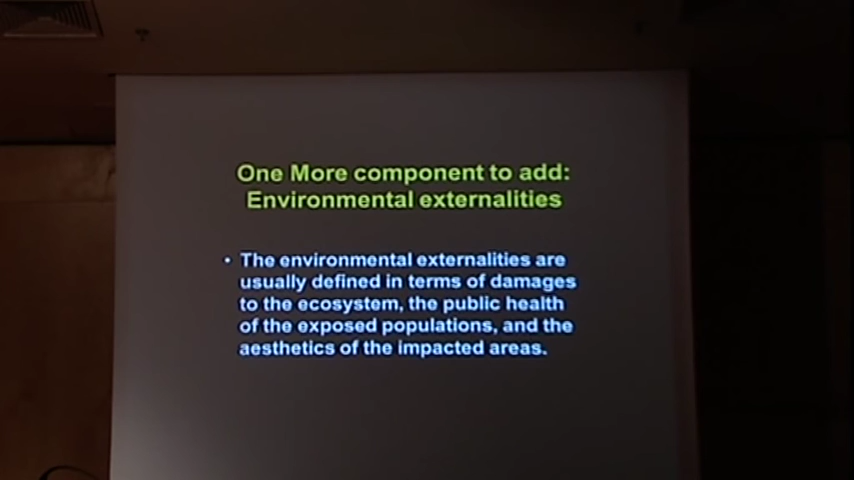 One More component to add:
Environmental externalities
• The environmental externalities are
usually defined in terms of damages
to the ecosystem, the public health
of the exposed populations, and the
aesthetics of the impacted areas.